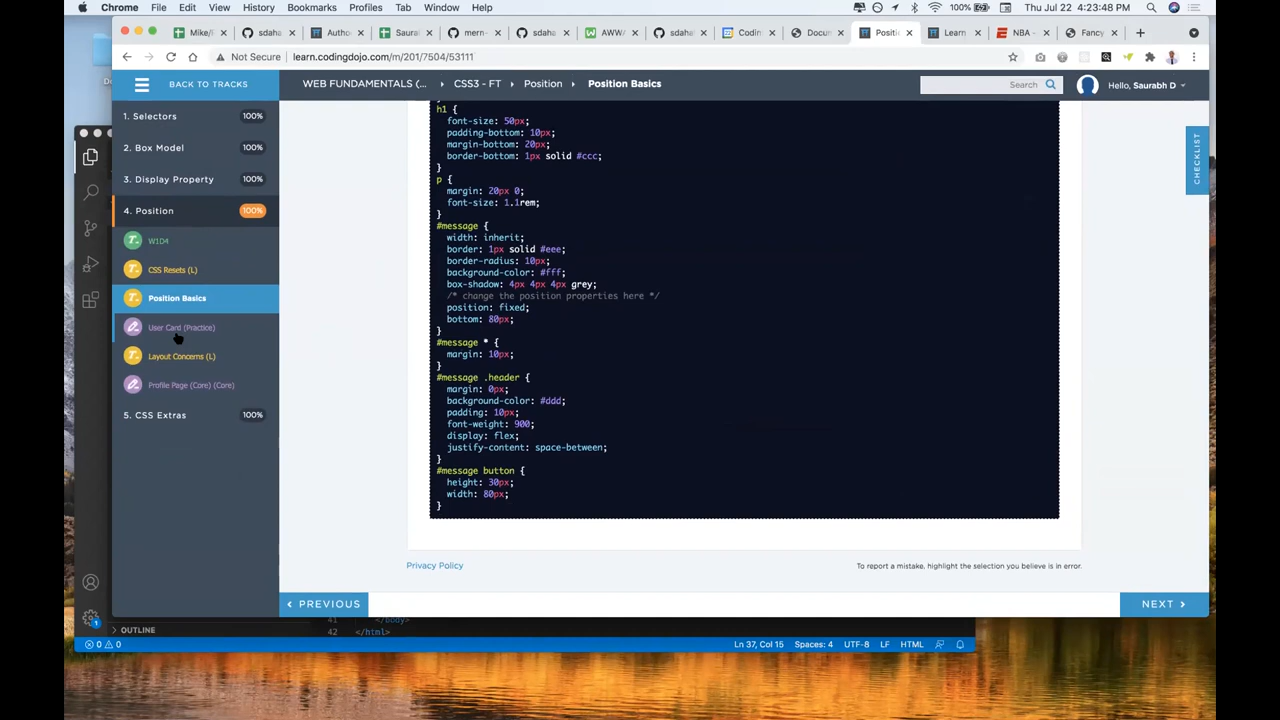 Chrome File Edit View History Bookmarks Profiles Tab Window Help 100% Thu Jul 22 4:23:48 PM
Mike/ sdaha Autho Saura mern- sdaha AWW/ sdaha Codin Docum Positi Learn NBA - Fancy
Not Secure learn.codingdojo.com/m/201/7504/53111
BACK TO TRACKS WEB FUNDAMENTALS (... CSS3 - FT Position Position Basics Search Hello, Saurabh D
1. Selectors 100%
2. Box Model 100%
3. Display Property 100%
4. Position 100%
W1D4
CSS Resets (L)
Position Basics
User Card (Practice)
Layout Concerns (L)
Profile Page (Core) (Core)
5. CSS Extras 100%
CHECKLIST
h1 {
font-size: 50px;
padding-bottom: 10px;
margin-bottom: 20px;
border-bottom: 1px solid #ccc;
}
p {
margin: 20px 0;
font-size: 1.1rem;
}
#message {
width: inherit;
border: 1px solid #eee;
border-radius: 10px;
background-color: #fff;
box-shadow: 4px 4px 4px grey;
/* change the position properties here */
position: fixed;
bottom: 80px;
}
#message * {
margin: 10px;
}
#message .header {
margin: 0px;
background-color: #ddd;
padding: 10px;
font-weight: 900;
display: flex;
justify-content: space-between;
}
#message button {
height: 30px;
width: 80px;
}
Privacy Policy To report a mistake, highlight the selection you believe is in error.
PREVIOUS NEXT
41 </body>
OUTLINE 42 </html>
0 0 Ln 37, Col 15 Spaces: 4 UTF-8 LF HTML